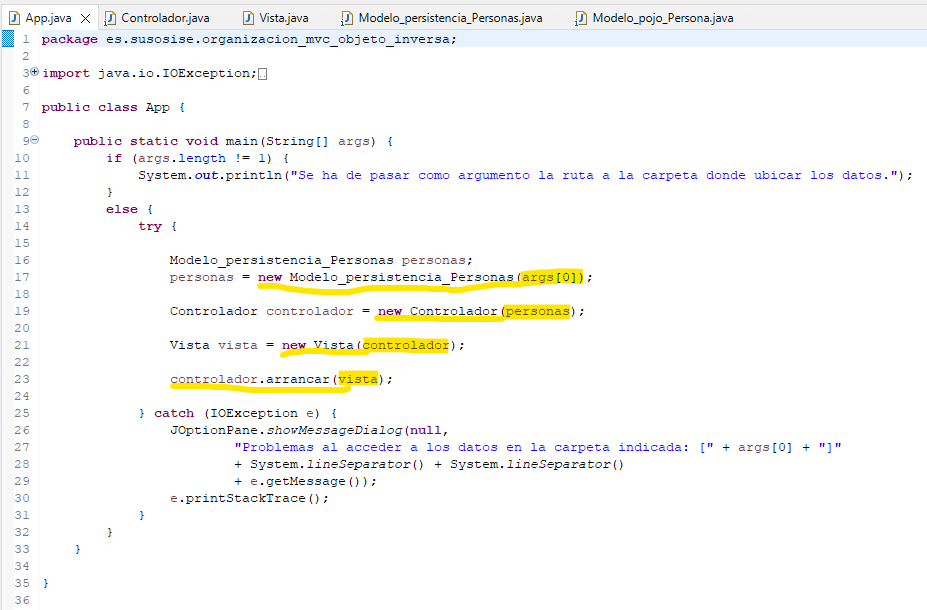 App.java Controlador.java Vista.java Modelo_persistencia_Personas.java Modelo_pojo_Persona.java
1 package es.susosise.organizacion_mvc_objeto_inversa;
2
3 import java.io.IOException;
6
7 public class App {
8
9     public static void main(String[] args) {
10         if (args.length != 1) {
11             System.out.println("Se ha de pasar como argumento la ruta a la carpeta donde ubicar los datos.");
12         }
13         else {
14             try {
15
16                 Modelo_persistencia_Personas personas;
17                 personas = new Modelo_persistencia_Personas(args[0]);
18
19                 Controlador controlador = new Controlador(personas);
20
21                 Vista vista = new Vista(controlador);
22
23                 controlador.arrancar(vista);
24
25             } catch (IOException e) {
26                 JOptionPane.showMessageDialog(null,
27                         "Problemas al acceder a los datos en la carpeta indicada: [" + args[0] + "]"
28                         + System.lineSeparator() + System.lineSeparator()
29                         + e.getMessage());
30                 e.printStackTrace();
31             }
32         }
33     }
34
35 }
36